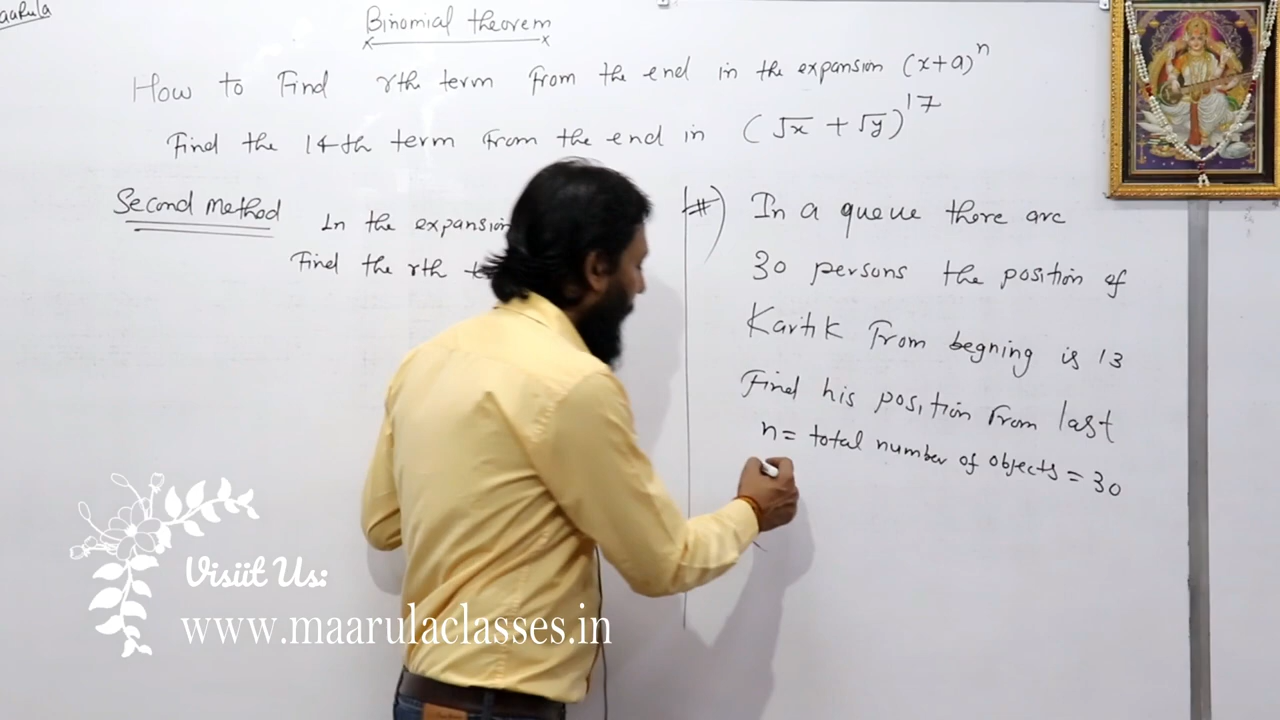 aarula
Binomial theorem
How to Find rth term from the end in the expansion (x+a)^n
Find the 14th term from the end in (√x + √y)^17
Second method
In the expansion
Find the rth
#) In a queue there are
30 persons the position of
Kartik from begning is 13
Find his position from last
n = total number of objects = 30
Visiit Us:
www.maarulaclasses.in